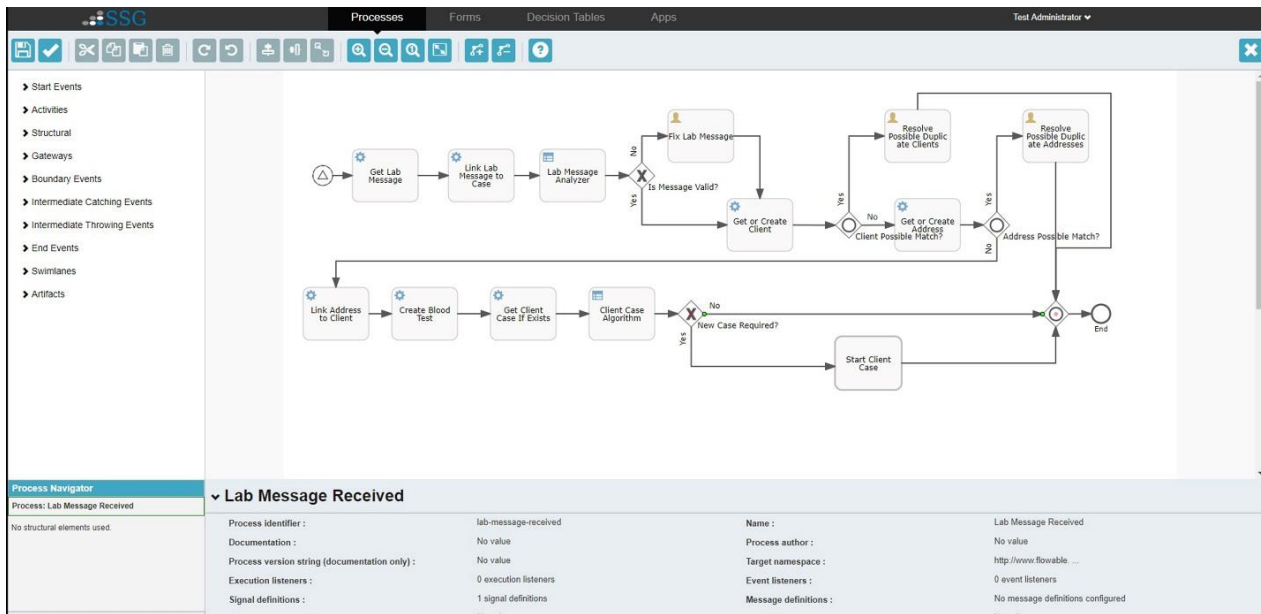 SSG
Processes
Forms
Decision Tables
Apps
Test Administrator
Start Events
Activities
Structural
Gateways
Boundary Events
Intermediate Catching Events
Intermediate Throwing Events
End Events
Swimlanes
Artifacts
Get Lab
Message
Link Lab
Message to
Case
Lab Message
Analyzer
No
Yes
X
Is Message Valid?
Fix Lab Message
Get or Create
Client
Yes
No
Client Possible Match?
Resolve
Possible Duplic
ate Clients
Get or Create
Address
Yes
No
Address Possible Match?
Resolve
Possible Duplic
ate Addresses
Link Address
to Client
Create Blood
Test
Get Client
Case If Exists
Client Case
Algorithm
X
No
Yes
New Case Required?
Start Client
Case
End
Process Navigator
Process: Lab Message Received
No structural elements used.
Lab Message Received
Process identifier : lab-message-received
Name : Lab Message Received
Documentation : No value
Process author : No value
Process version string (documentation only) : No value
Target namespace : http://www.flowable. ...
Execution listeners : 0 execution listeners
Event listeners : 0 event listeners
Signal definitions : 1 signal definitions
Message definitions : No message definitions configured